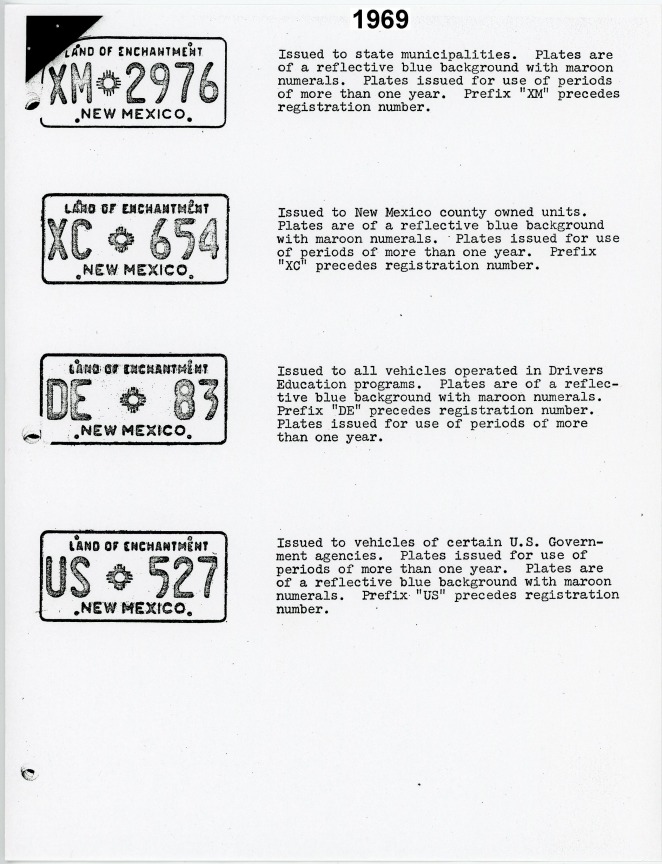 1969
LAND OF ENCHANTMENT
XM 2976
NEW MEXICO
Issued to state municipalities. Plates are
of a reflective blue background with maroon
numerals. Plates issued for use of periods
of more than one year. Prefix "XM" precedes
registration number.
LAND OF ENCHANTMENT
XC 654
NEW MEXICO
Issued to New Mexico county owned units.
Plates are of a reflective blue background
with maroon numerals. Plates issued for use
of periods of more than one year. Prefix
"XC" precedes registration number.
LAND OF ENCHANTMENT
DE 83
NEW MEXICO
Issued to all vehicles operated in Drivers
Education programs. Plates are of a reflec-
tive blue background with maroon numerals.
Prefix "DE" precedes registration number.
Plates issued for use of periods of more
than one year.
LAND OF ENCHANTMENT
US 527
NEW MEXICO
Issued to vehicles of certain U.S. Govern-
ment agencies. Plates issued for use of
periods of more than one year. Plates are
of a reflective blue background with maroon
numerals. Prefix "US" precedes registration
number.